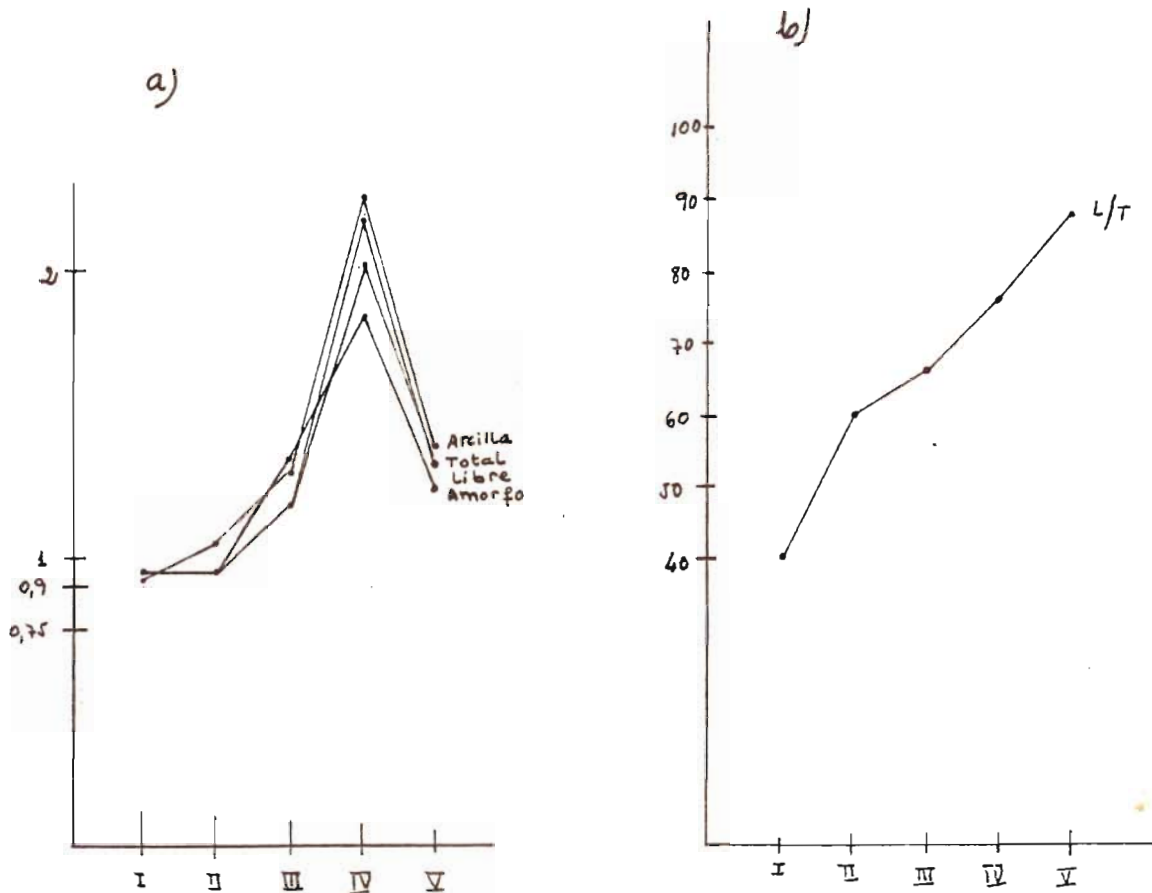 a)
2
1
0,9
0,75
Arcilla
Total
Libre
Amorfo
I II III IV V
b)
100
90
80
70
60
50
40
L/T
I II III IV V